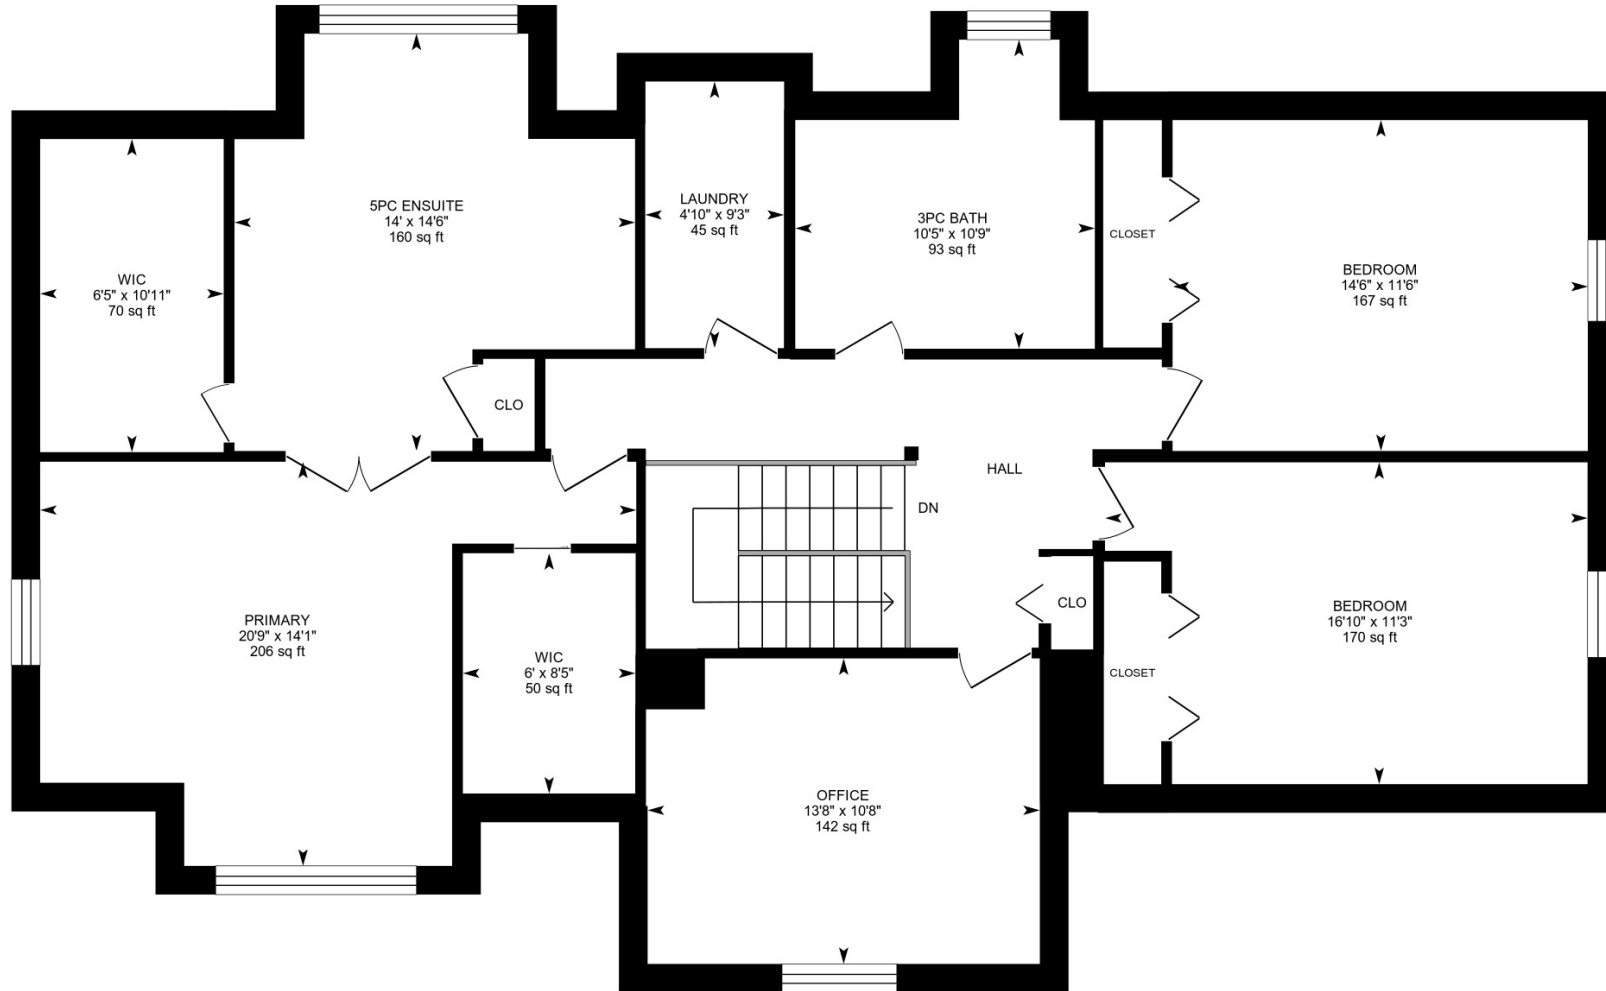 5PC ENSUITE
14' x 14'6"
160 sq ft
LAUNDRY
4'10" x 9'3"
45 sq ft
3PC BATH
10'5" x 10'9"
93 sq ft
CLOSET
BEDROOM
14'6" x 11'6"
167 sq ft
WIC
6'5" x 10'11"
70 sq ft
CLO
HALL
DN
PRIMARY
20'9" x 14'1"
206 sq ft
WIC
6' x 8'5"
50 sq ft
CLO
CLOSET
BEDROOM
16'10" x 11'3"
170 sq ft
OFFICE
13'8" x 10'8"
142 sq ft